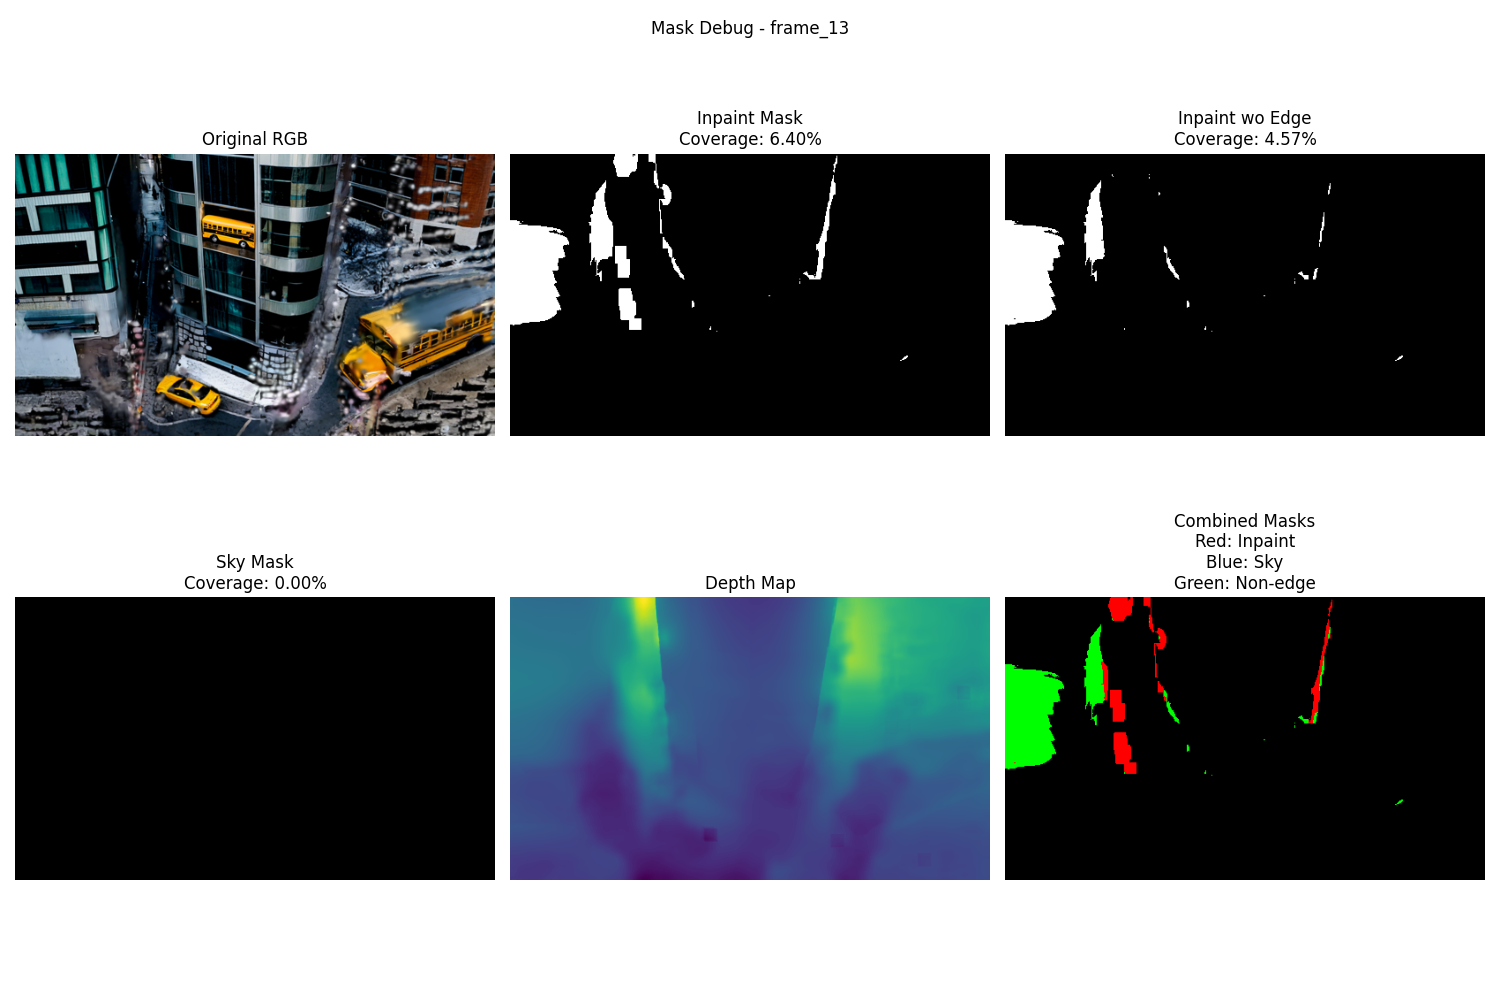 Mask Debug - frame_13
Original RGB
Inpaint Mask
Coverage: 6.40%
Inpaint wo Edge
Coverage: 4.57%
Sky Mask
Coverage: 0.00%
Depth Map
Combined Masks
Red: Inpaint
Blue: Sky
Green: Non-edge